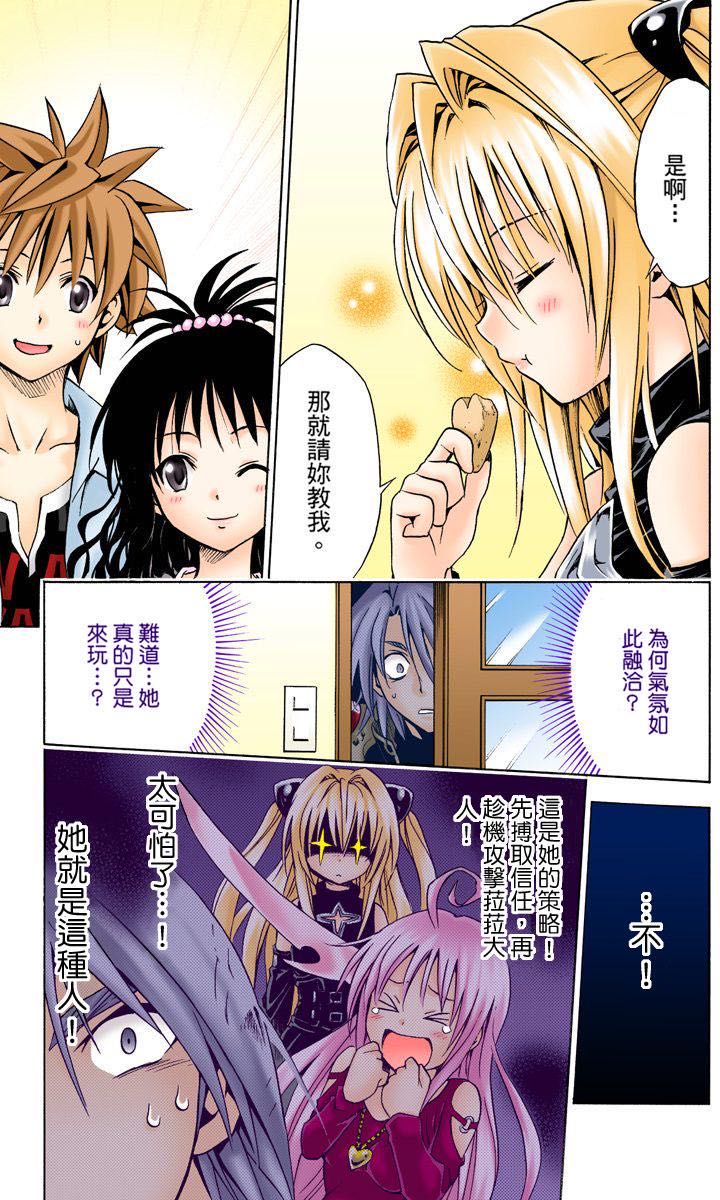 是啊…
那就請妳教我。
為何氣氛如
此融洽？
難道…她
真的只是
來玩…？
…不！
這是她的策略！
先搏取信任，再
趁機攻擊拉拉大
人！
太可怕了…！
她就是這種人！